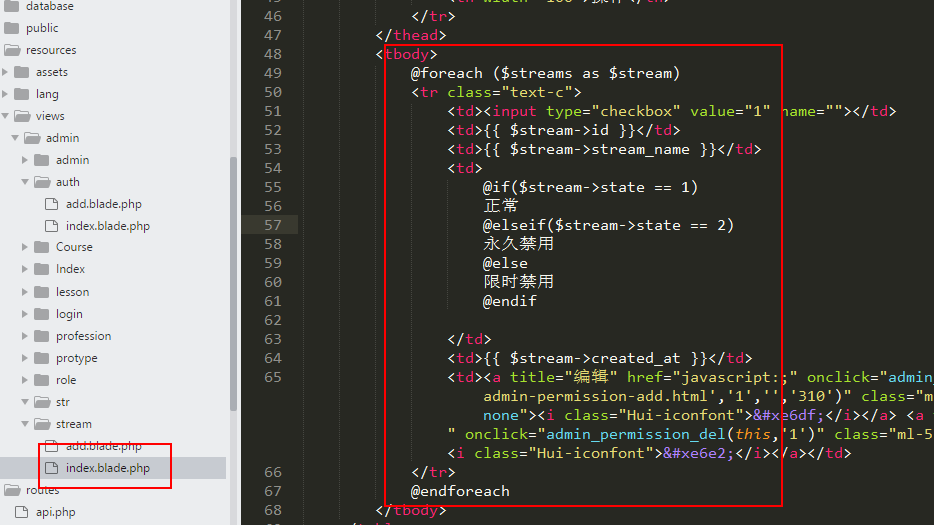 database
public
resources
assets
lang
views
admin
admin
auth
add.blade.php
index.blade.php
Course
Index
lesson
login
profession
protype
role
str
stream
add.blade.php
index.blade.php
routes
api.php
46 </tr>
47 </thead>
48 <tbody>
49 @foreach ($streams as $stream)
50 <tr class="text-c">
51 <td><input type="checkbox" value="1" name=""></td>
52 <td>{{ $stream->id }}</td>
53 <td>{{ $stream->stream_name }}</td>
54 <td>
55 @if($stream->state == 1)
56 正常
57 @elseif($stream->state == 2)
58 永久禁用
59 @else
60 限时禁用
61 @endif
62
63 </td>
64 <td>{{ $stream->created_at }}</td>
65 <td><a title="编辑" href="javascript:;" onclick="admin_
admin-permission-add.html','1','','310')" class="m
none"><i class="Hui-iconfont">&#xe6df;</i></a> <a
" onclick="admin_permission_del(this,'1')" class="ml-5
<i class="Hui-iconfont">&#xe6e2;</i></a></td>
66 </tr>
67 @endforeach
68 </tbody>